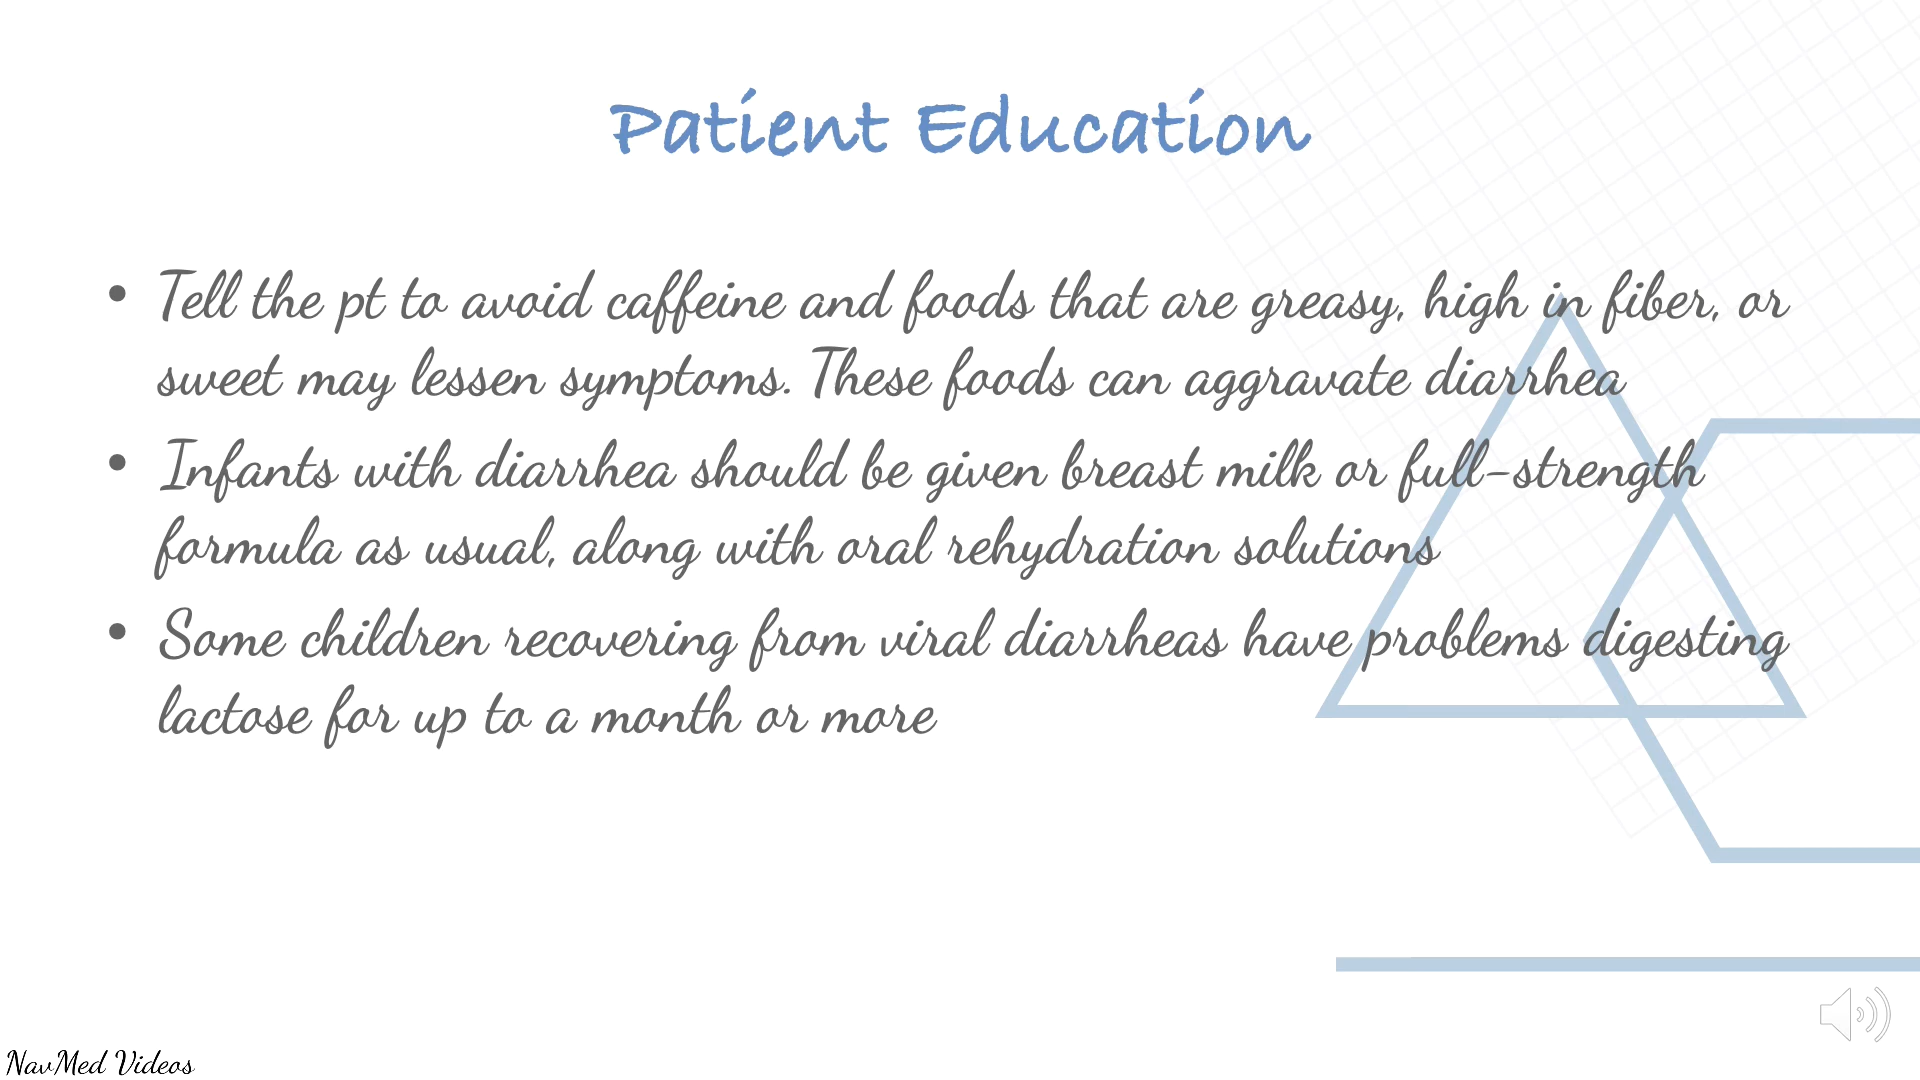 Patient Education
• Tell the pt to avoid caffeine and foods that are greasy, high in fiber, or
sweet may lessen symptoms. These foods can aggravate diarrhea
• Infants with diarrhea should be given breast milk or full-strength
formula as usual, along with oral rehydration solutions
• Some children recovering from viral diarrheas have problems digesting
lactose for up to a month or more
NavMed Videos